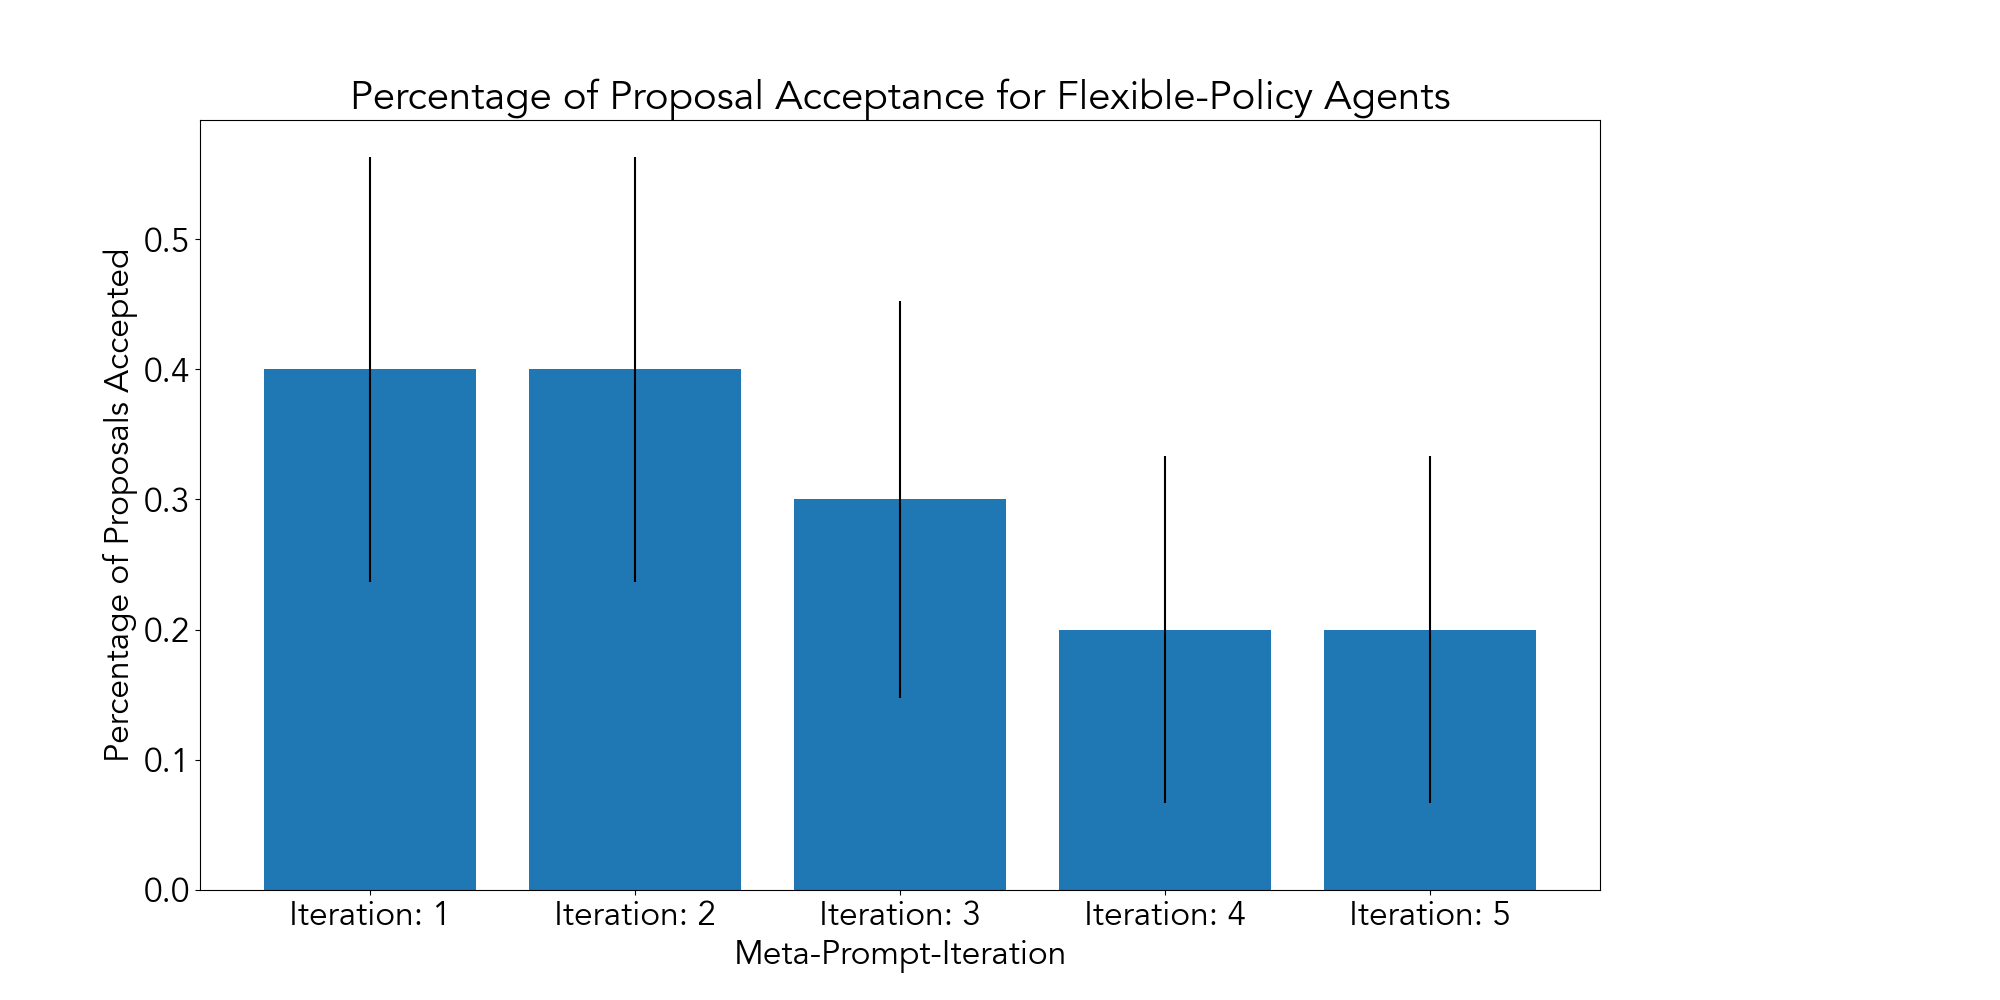 Percentage of Proposal Acceptance for Flexible-Policy Agents
Percentage of Proposals Accepted
0.5
0.4
0.3
0.2
0.1
0.0
Iteration: 1
Iteration: 2
Iteration: 3
Iteration: 4
Iteration: 5
Meta-Prompt-Iteration